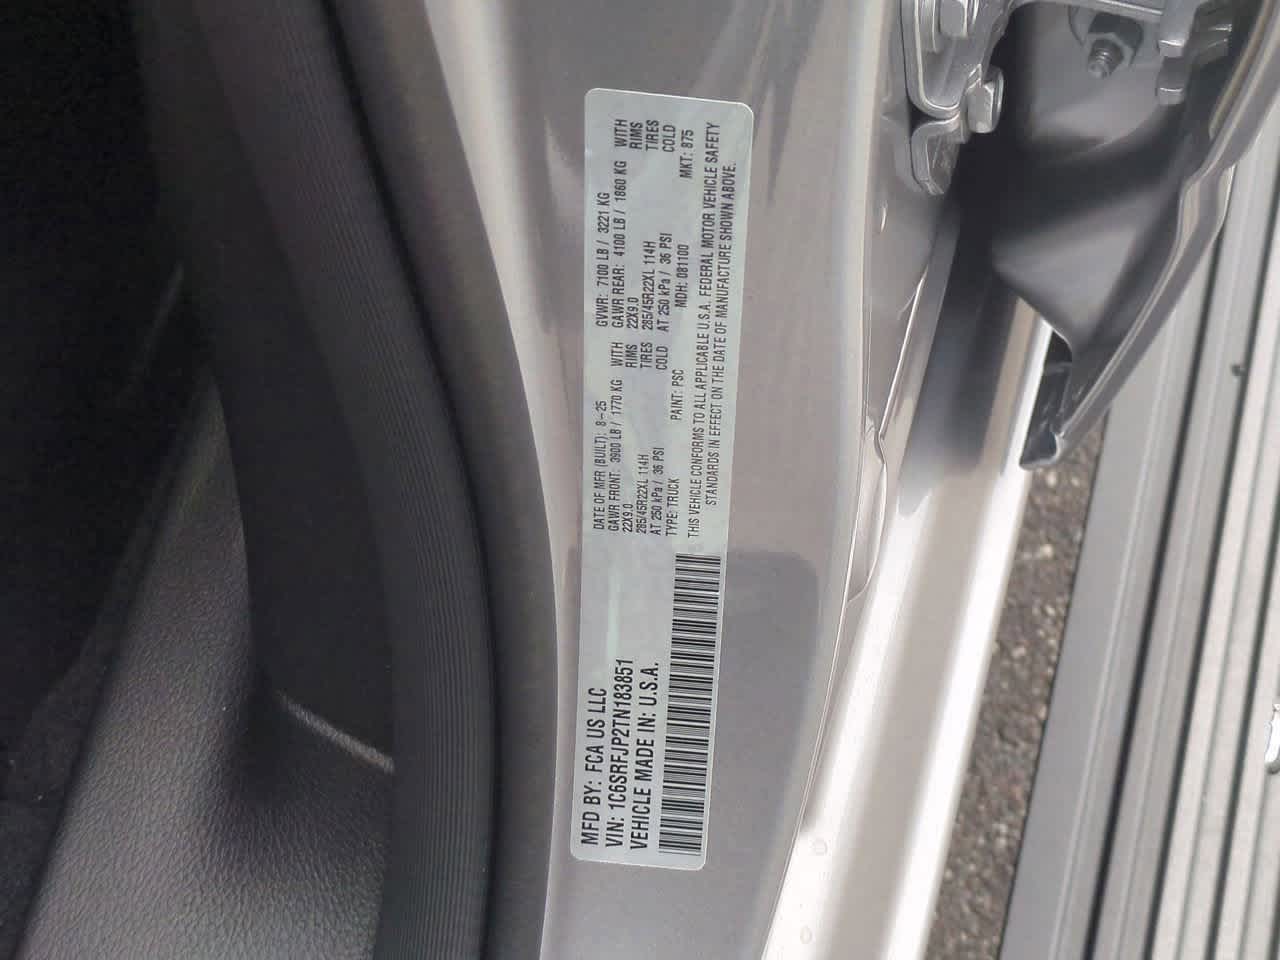 MFD BY: FCA US LLC
VIN: 1C6SRFJP2TN183851
VEHICLE MADE IN: U.S.A.
DATE OF MFR (BUILT): 8-25 GVWR: 7100 LB / 3221 KG
GAWR FRONT: 3900 LB / 1770 KG WITH GAWR REAR: 4100 LB / 1860 KG WITH
22X9.0 RIMS 22X9.0 RIMS
285/45R22XL 114H TIRES 285/45R22XL 114H TIRES
AT 250 kPa / 36 PSI COLD AT 250 kPa / 36 PSI COLD
TYPE: TRUCK PAINT: PSC MDH: 081100 MKT: 875
THIS VEHICLE CONFORMS TO ALL APPLICABLE U.S.A. FEDERAL MOTOR VEHICLE SAFETY
STANDARDS IN EFFECT ON THE DATE OF MANUFACTURE SHOWN ABOVE.